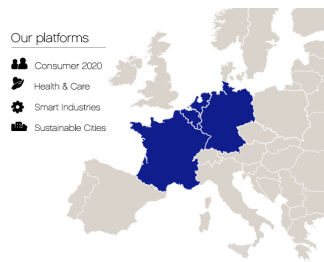 Our platforms
Consumer 2020
Health & Care
Smart Industries
Sustainable Cities